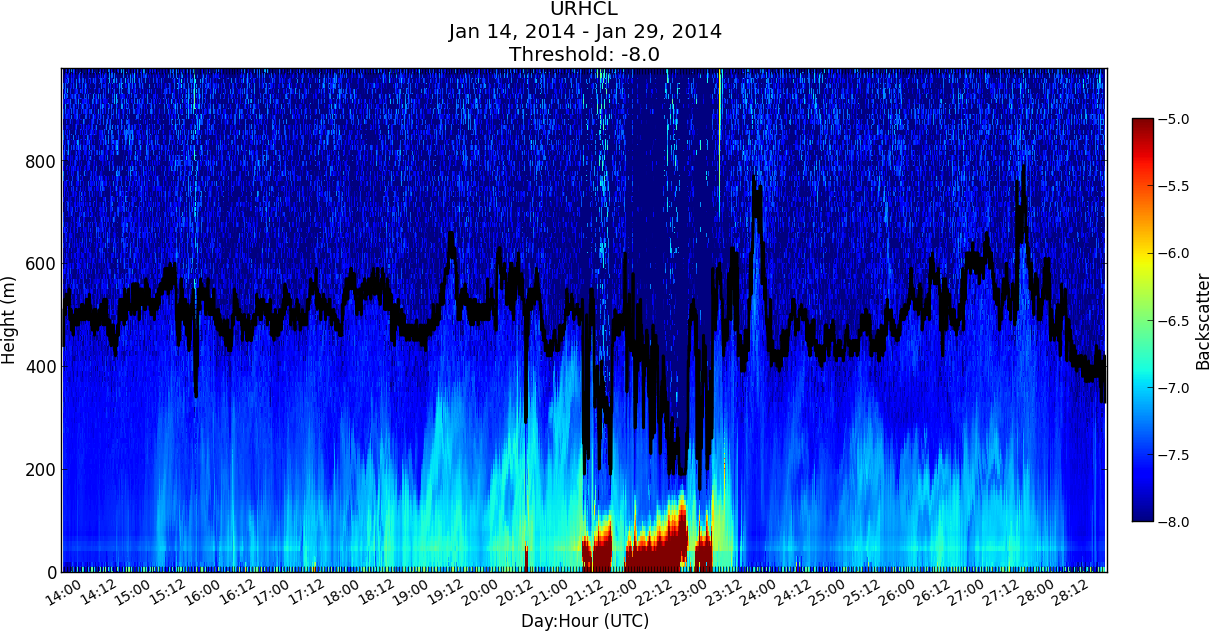 URHCL
Jan 14, 2014 - Jan 29, 2014
Threshold: -8.0
Height (m)
800
600
400
200
0
14:00 14:12 15:00 15:12 16:00 16:12 17:00 17:12 18:00 18:12 19:00 19:12 20:00 20:12 21:00 21:12 22:00 22:12 23:00 23:12 24:00 24:12 25:00 25:12 26:00 26:12 27:00 27:12 28:00 28:12
Day:Hour (UTC)
−5.0
−5.5
−6.0
−6.5
−7.0
−7.5
−8.0
Backscatter